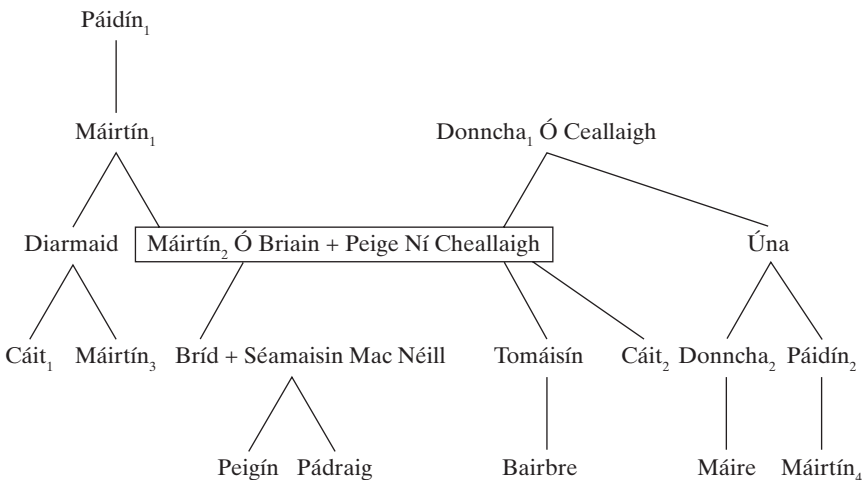 Páidín₁
Máirtín₁ Donncha₁ Ó Ceallaigh
Diarmaid Máirtín₂ Ó Briain + Peige Ní Cheallaigh Úna
Cáit₁ Máirtín₃ Bríd + Séamaisin Mac Néill Tomáisín Cáit₂ Donncha₂ Páidín₂
Peigín Pádraig Bairbre Máire Máirtín₄